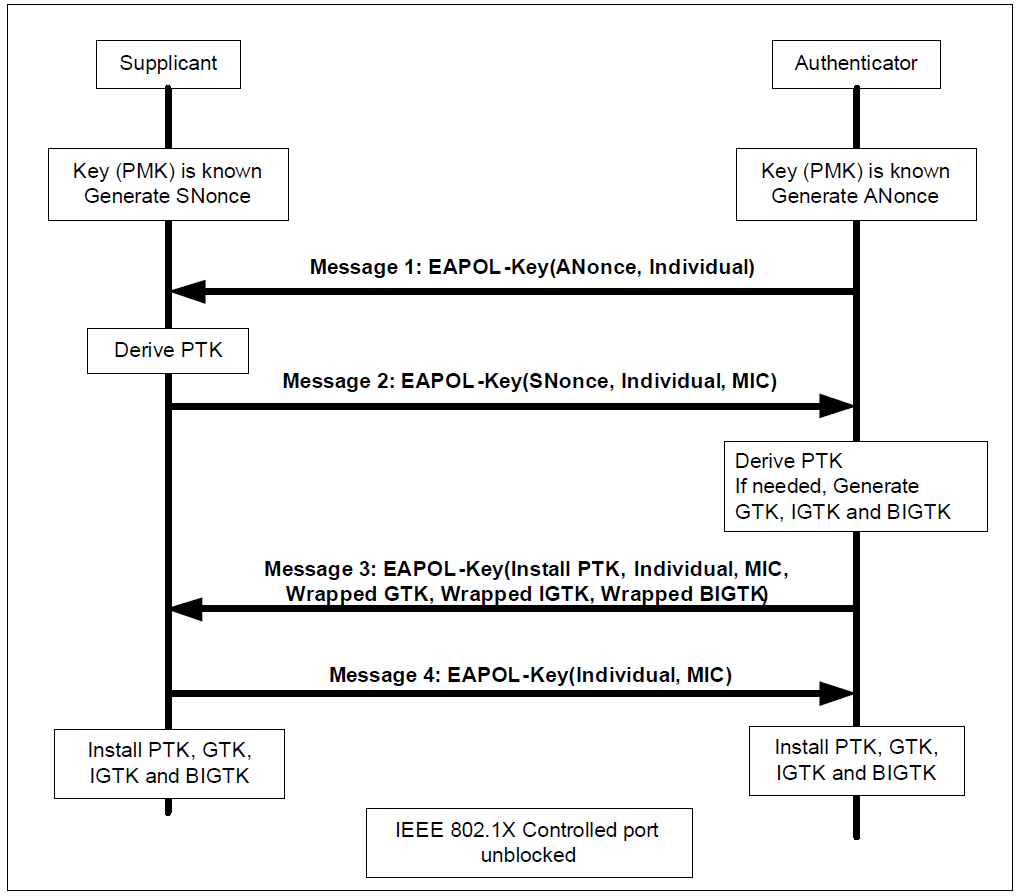 Supplicant
Authenticator
Key (PMK) is known
Generate SNonce
Key (PMK) is known
Generate ANonce
Message 1: EAPOL-Key(ANonce, Individual)
Derive PTK
Message 2: EAPOL-Key(SNonce, Individual, MIC)
Derive PTK
If needed, Generate
GTK, IGTK and BIGTK
Message 3: EAPOL-Key(Install PTK, Individual, MIC,
Wrapped GTK, Wrapped IGTK, Wrapped BIGTK)
Message 4: EAPOL-Key(Individual, MIC)
Install PTK, GTK,
IGTK and BIGTK
Install PTK, GTK,
IGTK and BIGTK
IEEE 802.1X Controlled port
unblocked